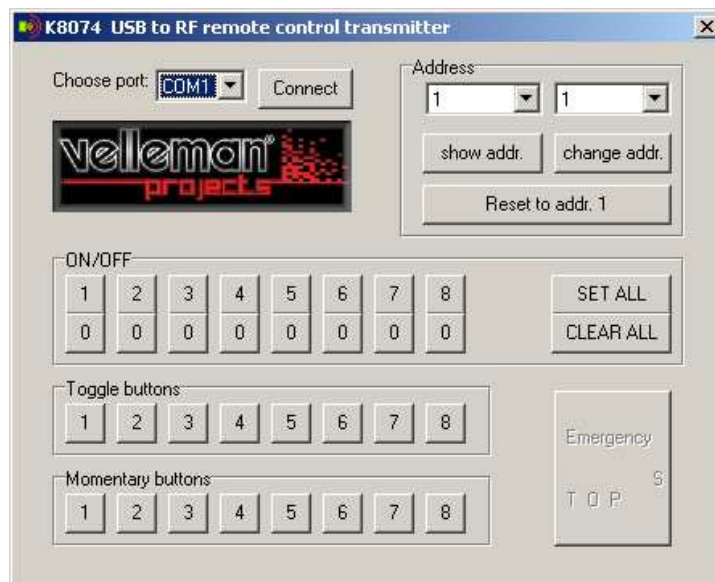 K8074 USB to RF remote control transmitter
Choose port: COM1 Connect
Address
1 1
show addr. change addr.
Reset to addr. 1
velleman®
projects
ON/OFF
1 2 3 4 5 6 7 8 SET ALL
0 0 0 0 0 0 0 0 CLEAR ALL
Toggle buttons
1 2 3 4 5 6 7 8
Momentary buttons
1 2 3 4 5 6 7 8
Emergency
S
T O P